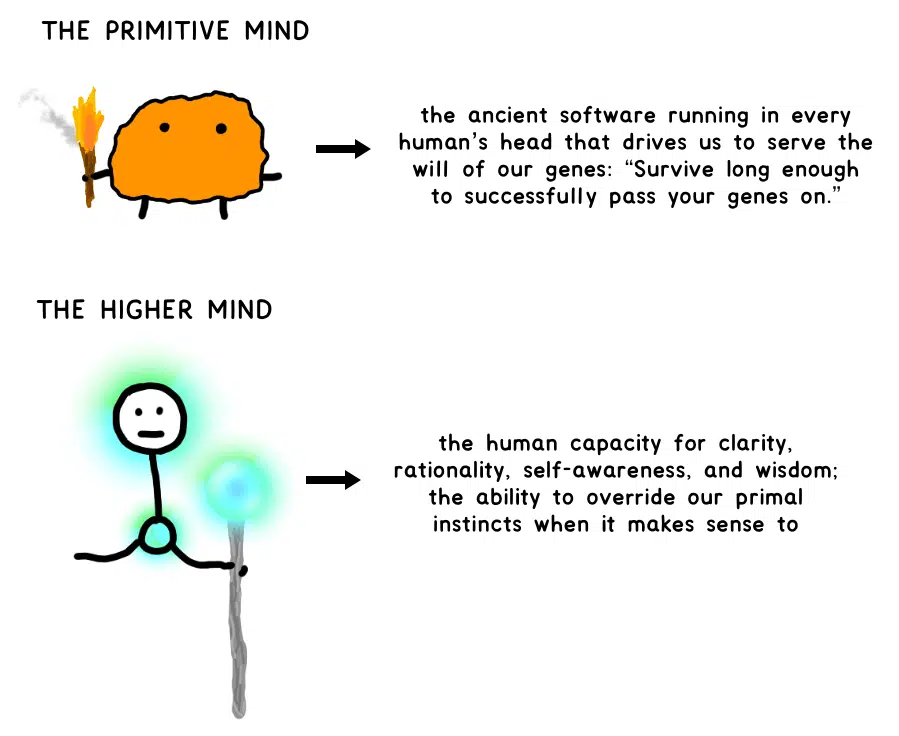 THE PRIMITIVE MIND
the ancient software running in every
human's head that drives us to serve the
will of our genes: “Survive long enough
to successfully pass your genes on.”
THE HIGHER MIND
the human capacity for clarity,
rationality, self-awareness, and wisdom;
the ability to override our primal
instincts when it makes sense to